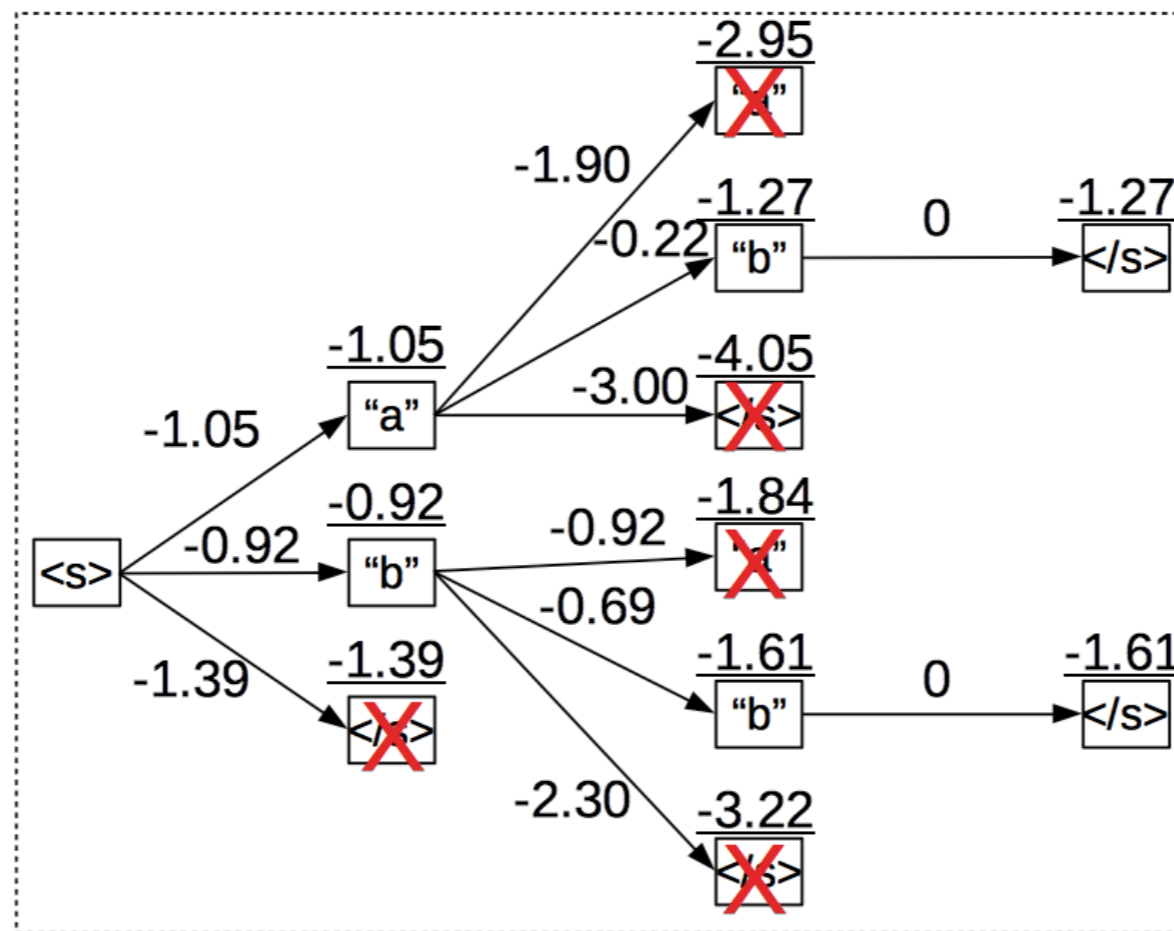 -2.95
"a"
-1.90
-1.27
0
-1.27
-0.22
"b"
</s>
-1.05
-4.05
-3.00
"a"
</s>
-1.05
-0.92
-1.84
-0.92
-0.92
"a"
<s>
"b"
-0.69
-1.39
-1.39
-1.61
0
-1.61
</s>
"b"
</s>
-2.30
-3.22
</s>